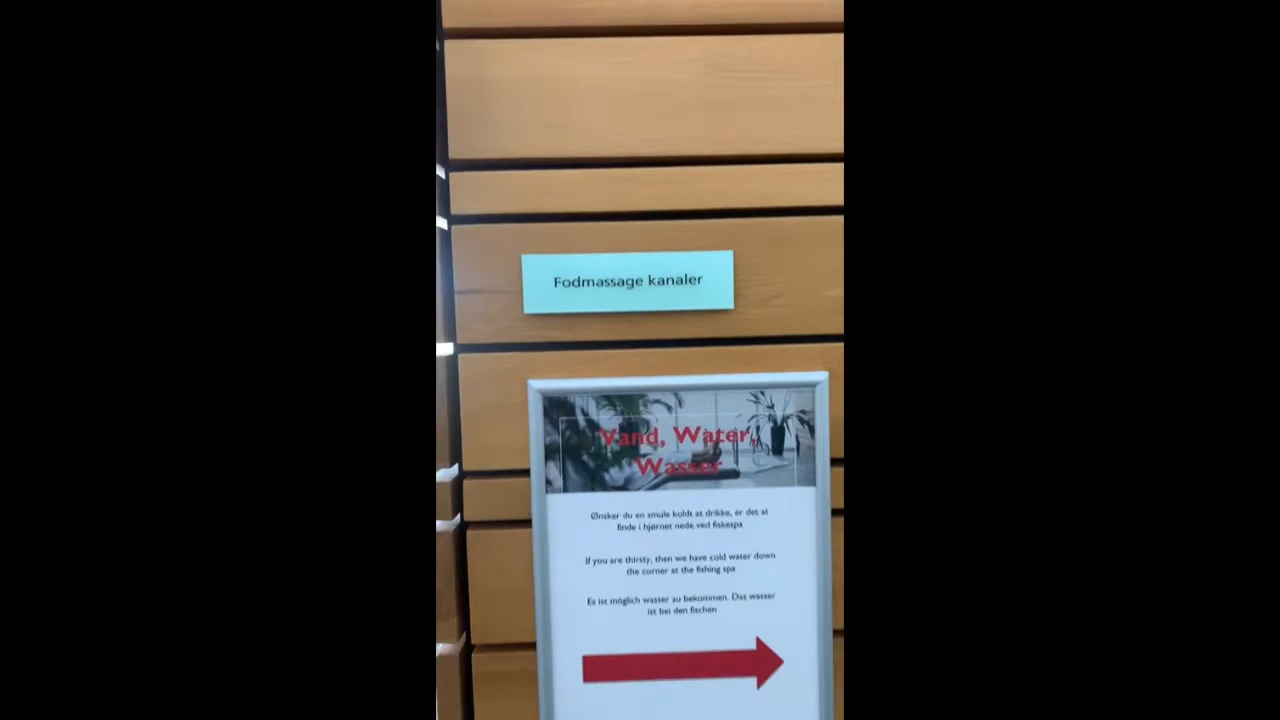 Fodmassage kanaler
Vand, Water,
Wasser
Ønsker du en smule koldt at drikke, er det at
finde i hjørnet nede ved fiskespa
If you are thirsty, then we have cold water down
the corner at the fishing spa
Es ist möglich wasser zu bekommen. Das wasser
ist bei den fischen